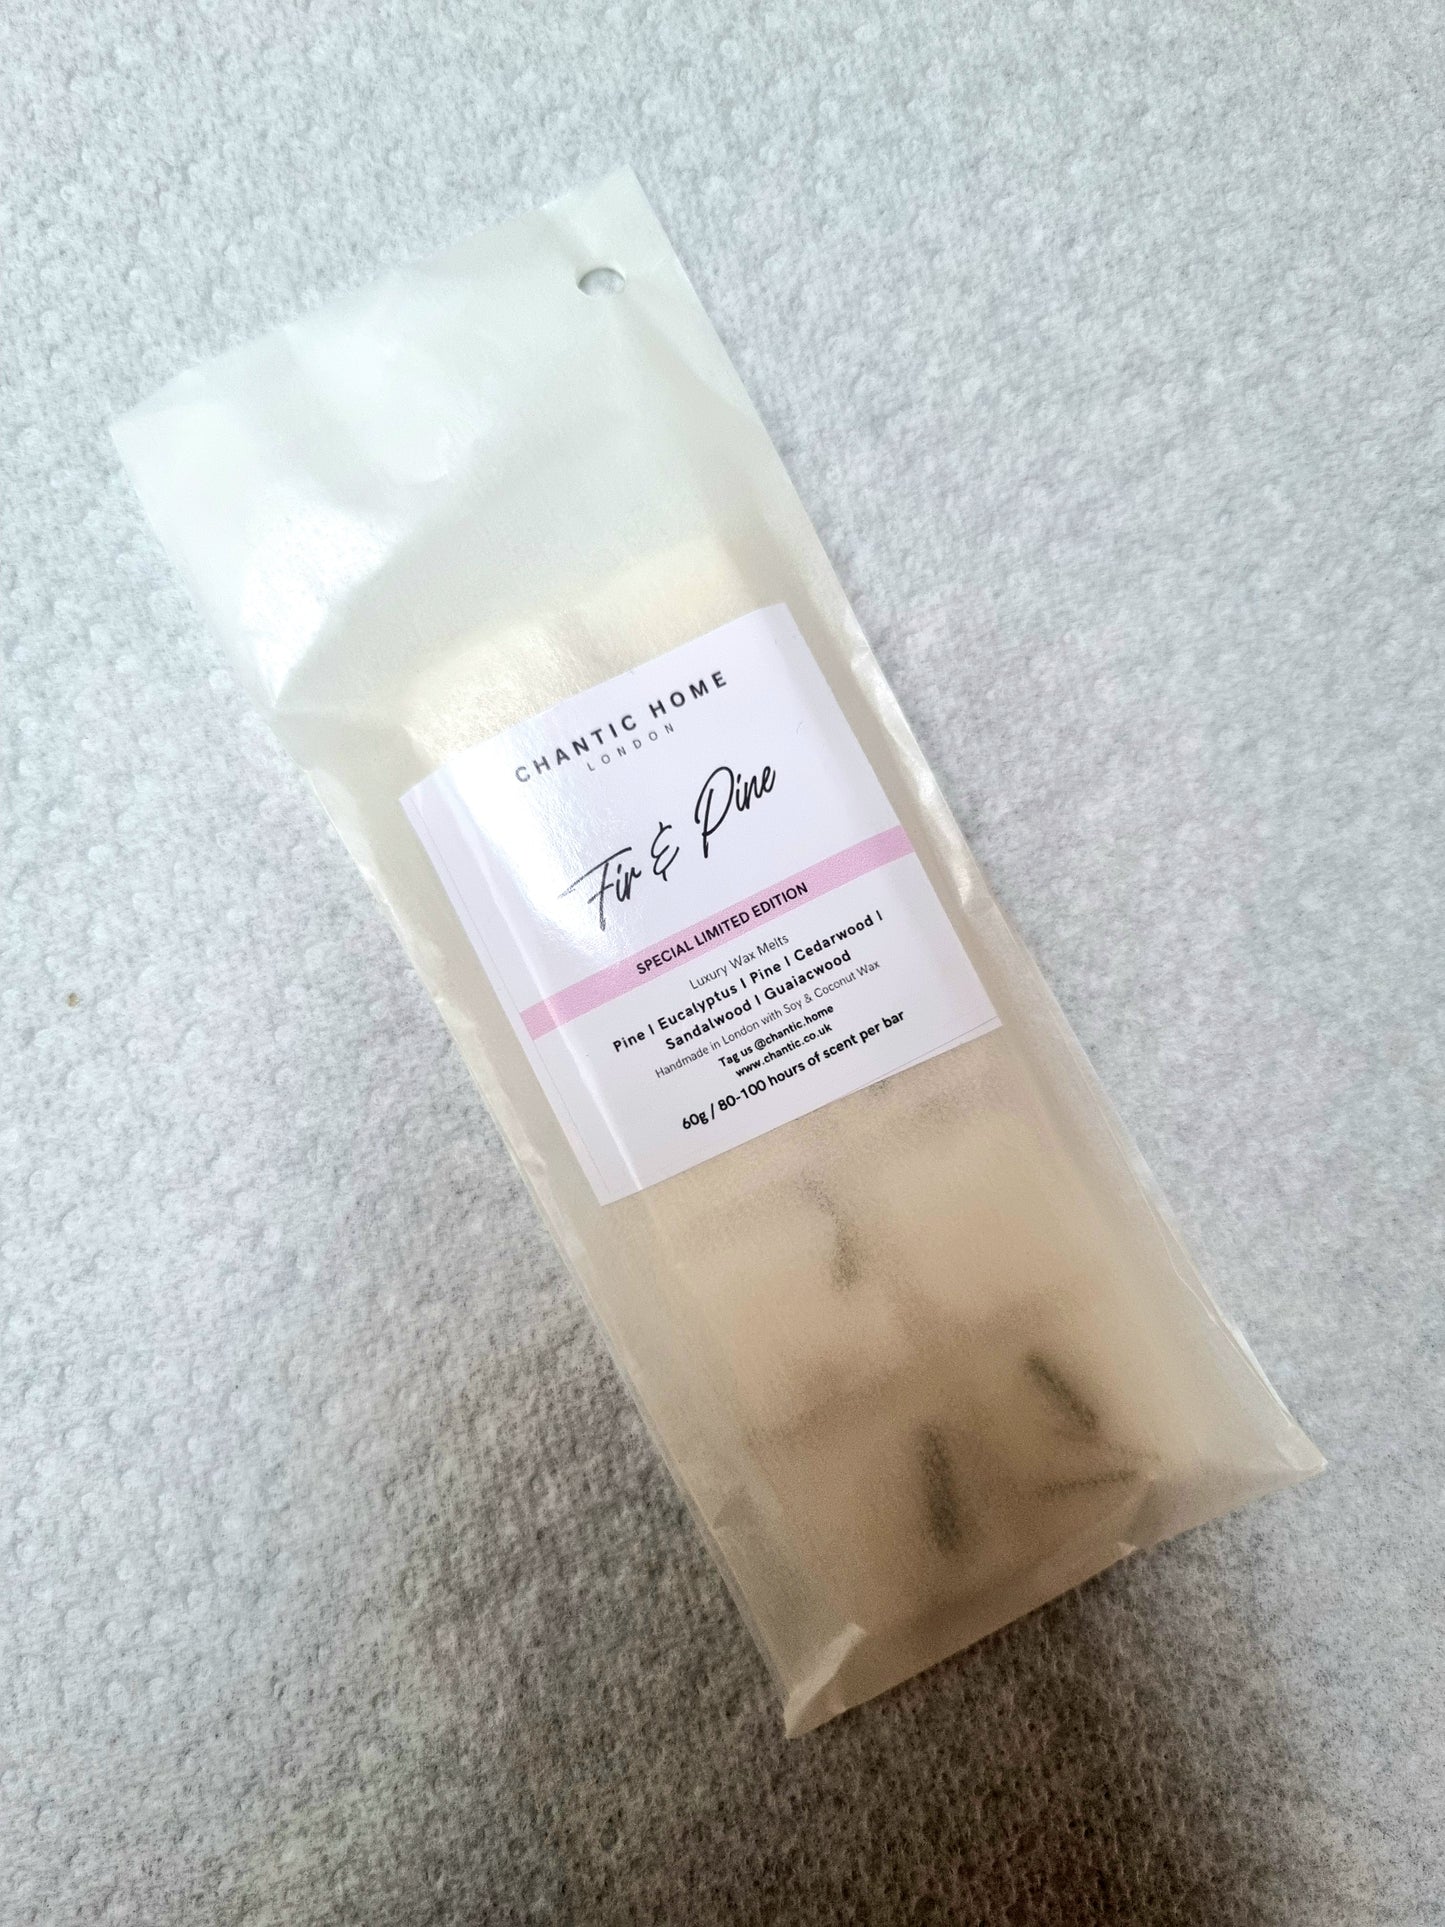 CHANTIC HOME
LONDON
Fir & Pine
SPECIAL LIMITED EDITION
Luxury Wax Melts
Pine I Eucalyptus I Pine I Cedarwood I
Sandalwood I Guaiacwood
Handmade in London with Soy & Coconut Wax
Tag us @chantic.home
www.chantic.co.uk
60g / 80-100 hours of scent per bar